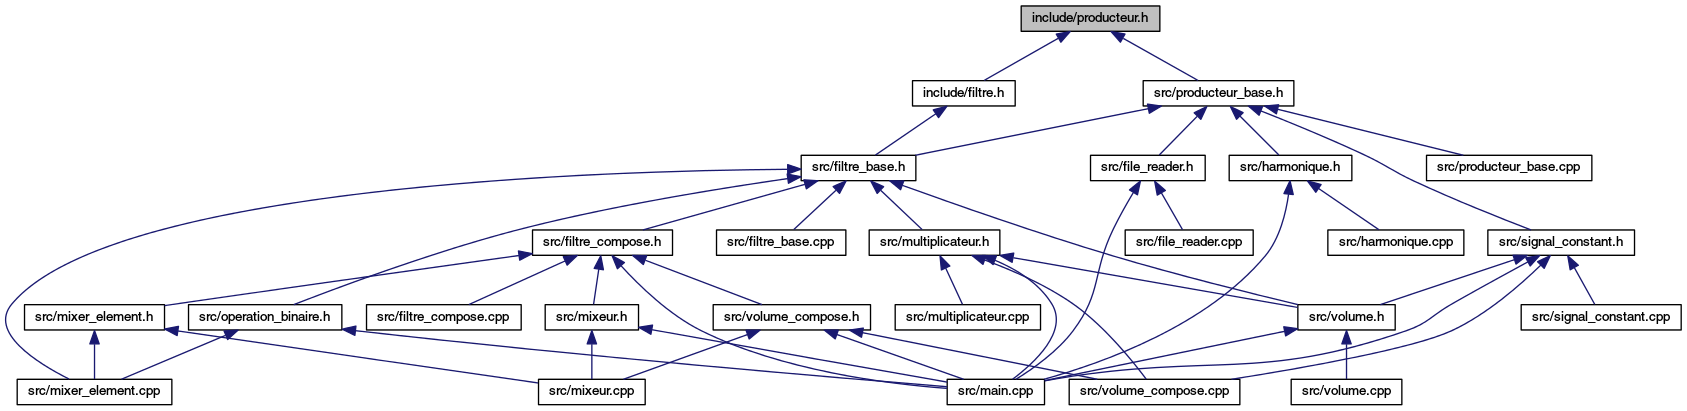 include/producteur.h
include/filtre.h
src/producteur_base.h
src/filtre_base.h
src/file_reader.h
src/harmonique.h
src/producteur_base.cpp
src/filtre_compose.h
src/filtre_base.cpp
src/multiplicateur.h
src/file_reader.cpp
src/harmonique.cpp
src/signal_constant.h
src/mixer_element.h
src/operation_binaire.h
src/filtre_compose.cpp
src/mixeur.h
src/volume_compose.h
src/multiplicateur.cpp
src/volume.h
src/signal_constant.cpp
src/mixer_element.cpp
src/mixeur.cpp
src/main.cpp
src/volume_compose.cpp
src/volume.cpp